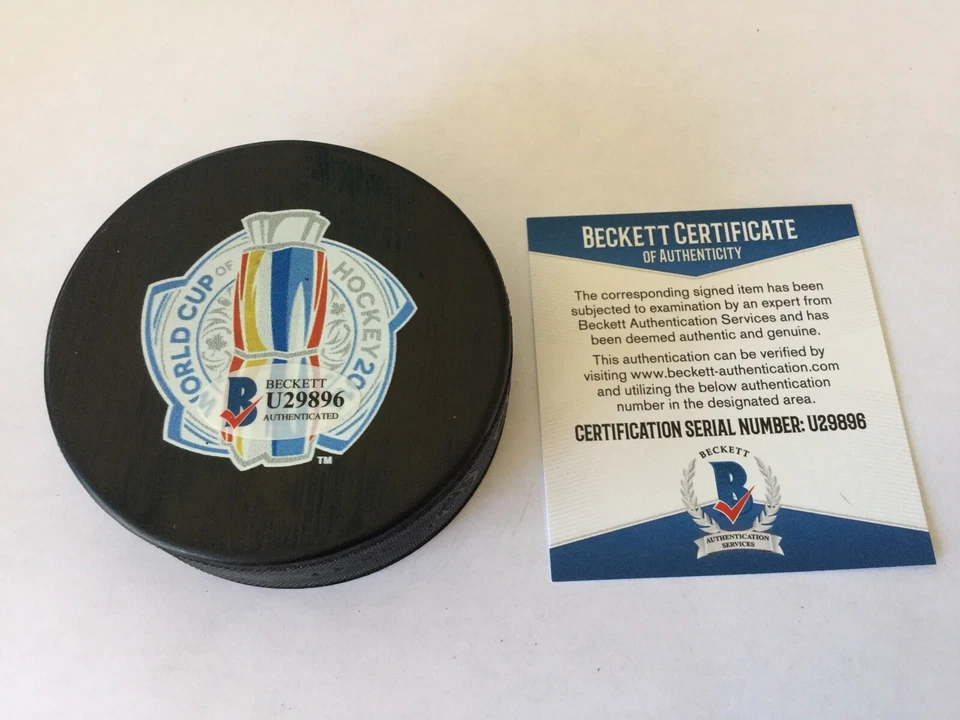 WORLD CUP OF HOCKEY 20
BECKETT
U29896
AUTHENTICATED
B
TM
BECKETT CERTIFICATE
OF AUTHENTICITY
The corresponding signed item has been
subjected to examination by an expert from
Beckett Authentication Services and has
been deemed authentic and genuine.
This authentication can be verified by
visiting www.beckett-authentication.com
and utilizing the below authentication
number in the designated area.
CERTIFICATION SERIAL NUMBER: U29896
BECKETT
B
AUTHENTICATION
SERVICES